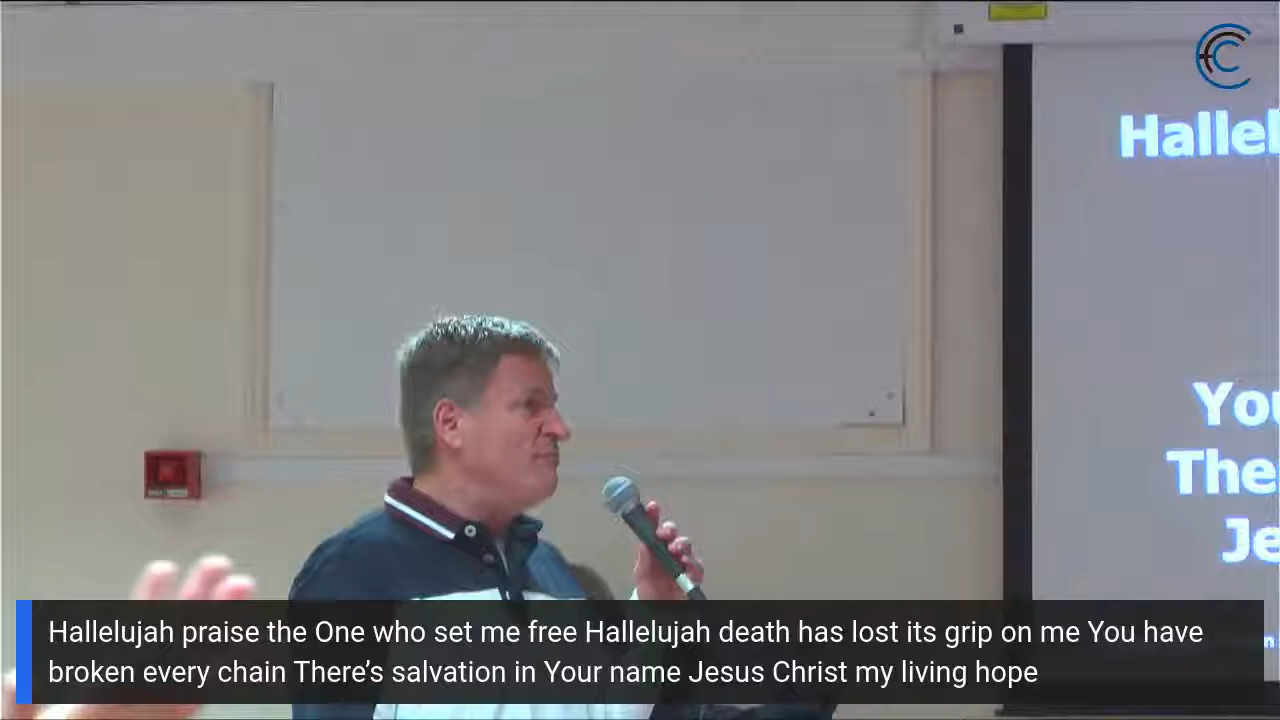 Hallel
You
The
Je
Hallelujah praise the One who set me free Hallelujah death has lost its grip on me You have
broken every chain There’s salvation in Your name Jesus Christ my living hope